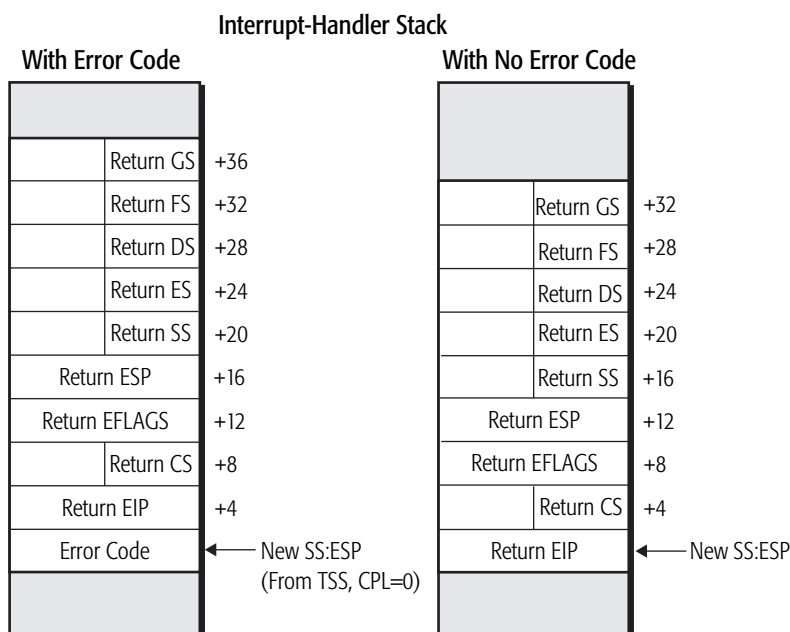 Interrupt-Handler Stack
With Error Code
Return GS +36
Return FS +32
Return DS +28
Return ES +24
Return SS +20
Return ESP +16
Return EFLAGS +12
Return CS +8
Return EIP +4
Error Code New SS:ESP
(From TSS, CPL=0)
With No Error Code
Return GS +32
Return FS +28
Return DS +24
Return ES +20
Return SS +16
Return ESP +12
Return EFLAGS +8
Return CS +4
Return EIP New SS:ESP